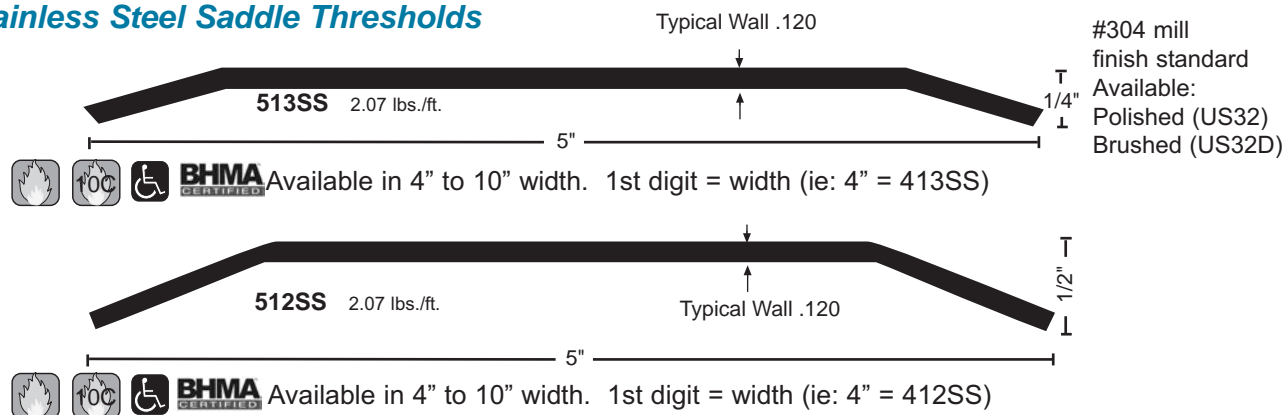 ainless Steel Saddle Thresholds
Typical Wall .120
#304 mill
finish standard
Available:
Polished (US32)
Brushed (US32D)
513SS 2.07 lbs./ft.
1/4"
5"
10C BHMA CERTIFIED Available in 4” to 10” width. 1st digit = width (ie: 4” = 413SS)
512SS 2.07 lbs./ft.
Typical Wall .120
1/2"
5"
10C BHMA CERTIFIED Available in 4” to 10” width. 1st digit = width (ie: 4” = 412SS)